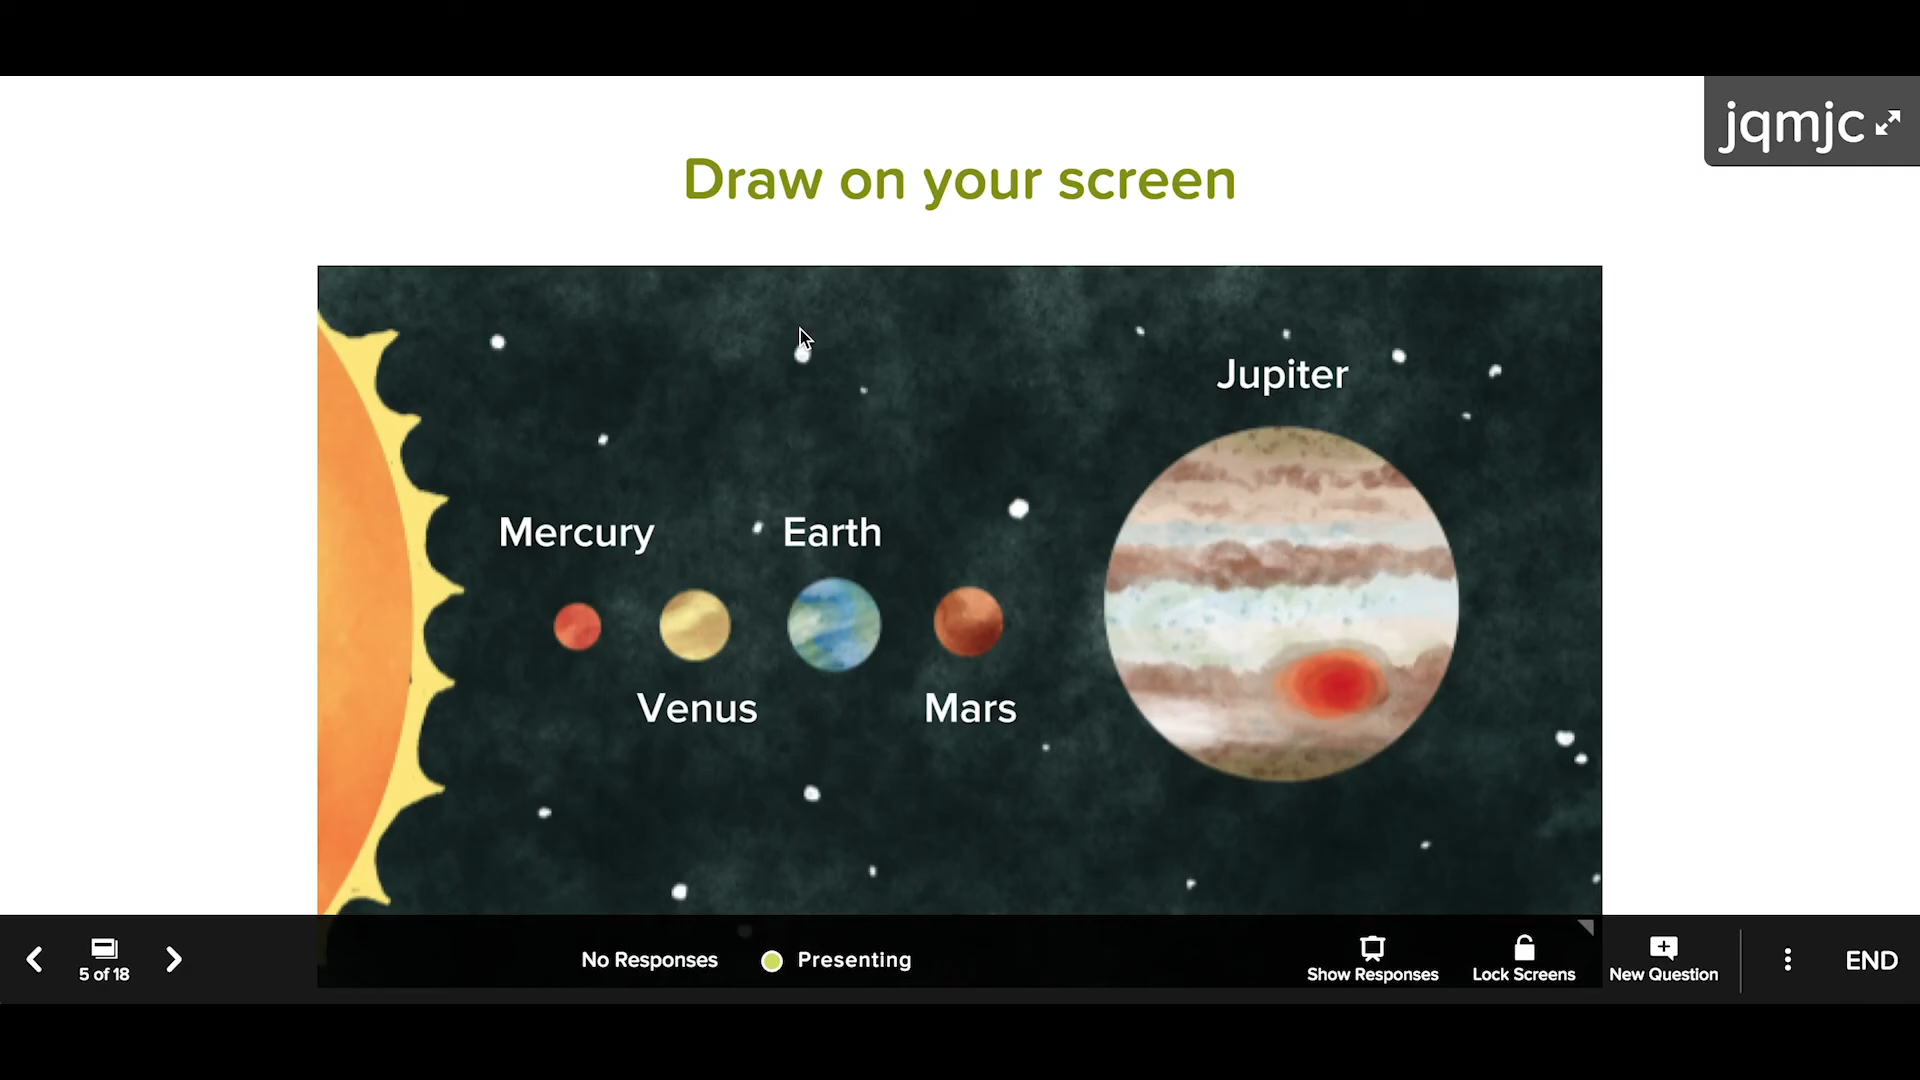 jqmjc
Draw on your screen
Jupiter
Mercury
Earth
Venus
Mars
5 of 18
No Responses
Presenting
Show Responses
Lock Screens
New Question
END